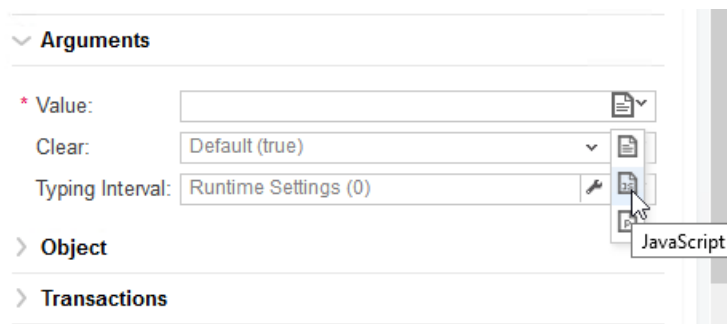 Arguments
* Value:
Clear: Default (true)
Typing Interval: Runtime Settings (0)
Object
JavaScript
Transactions